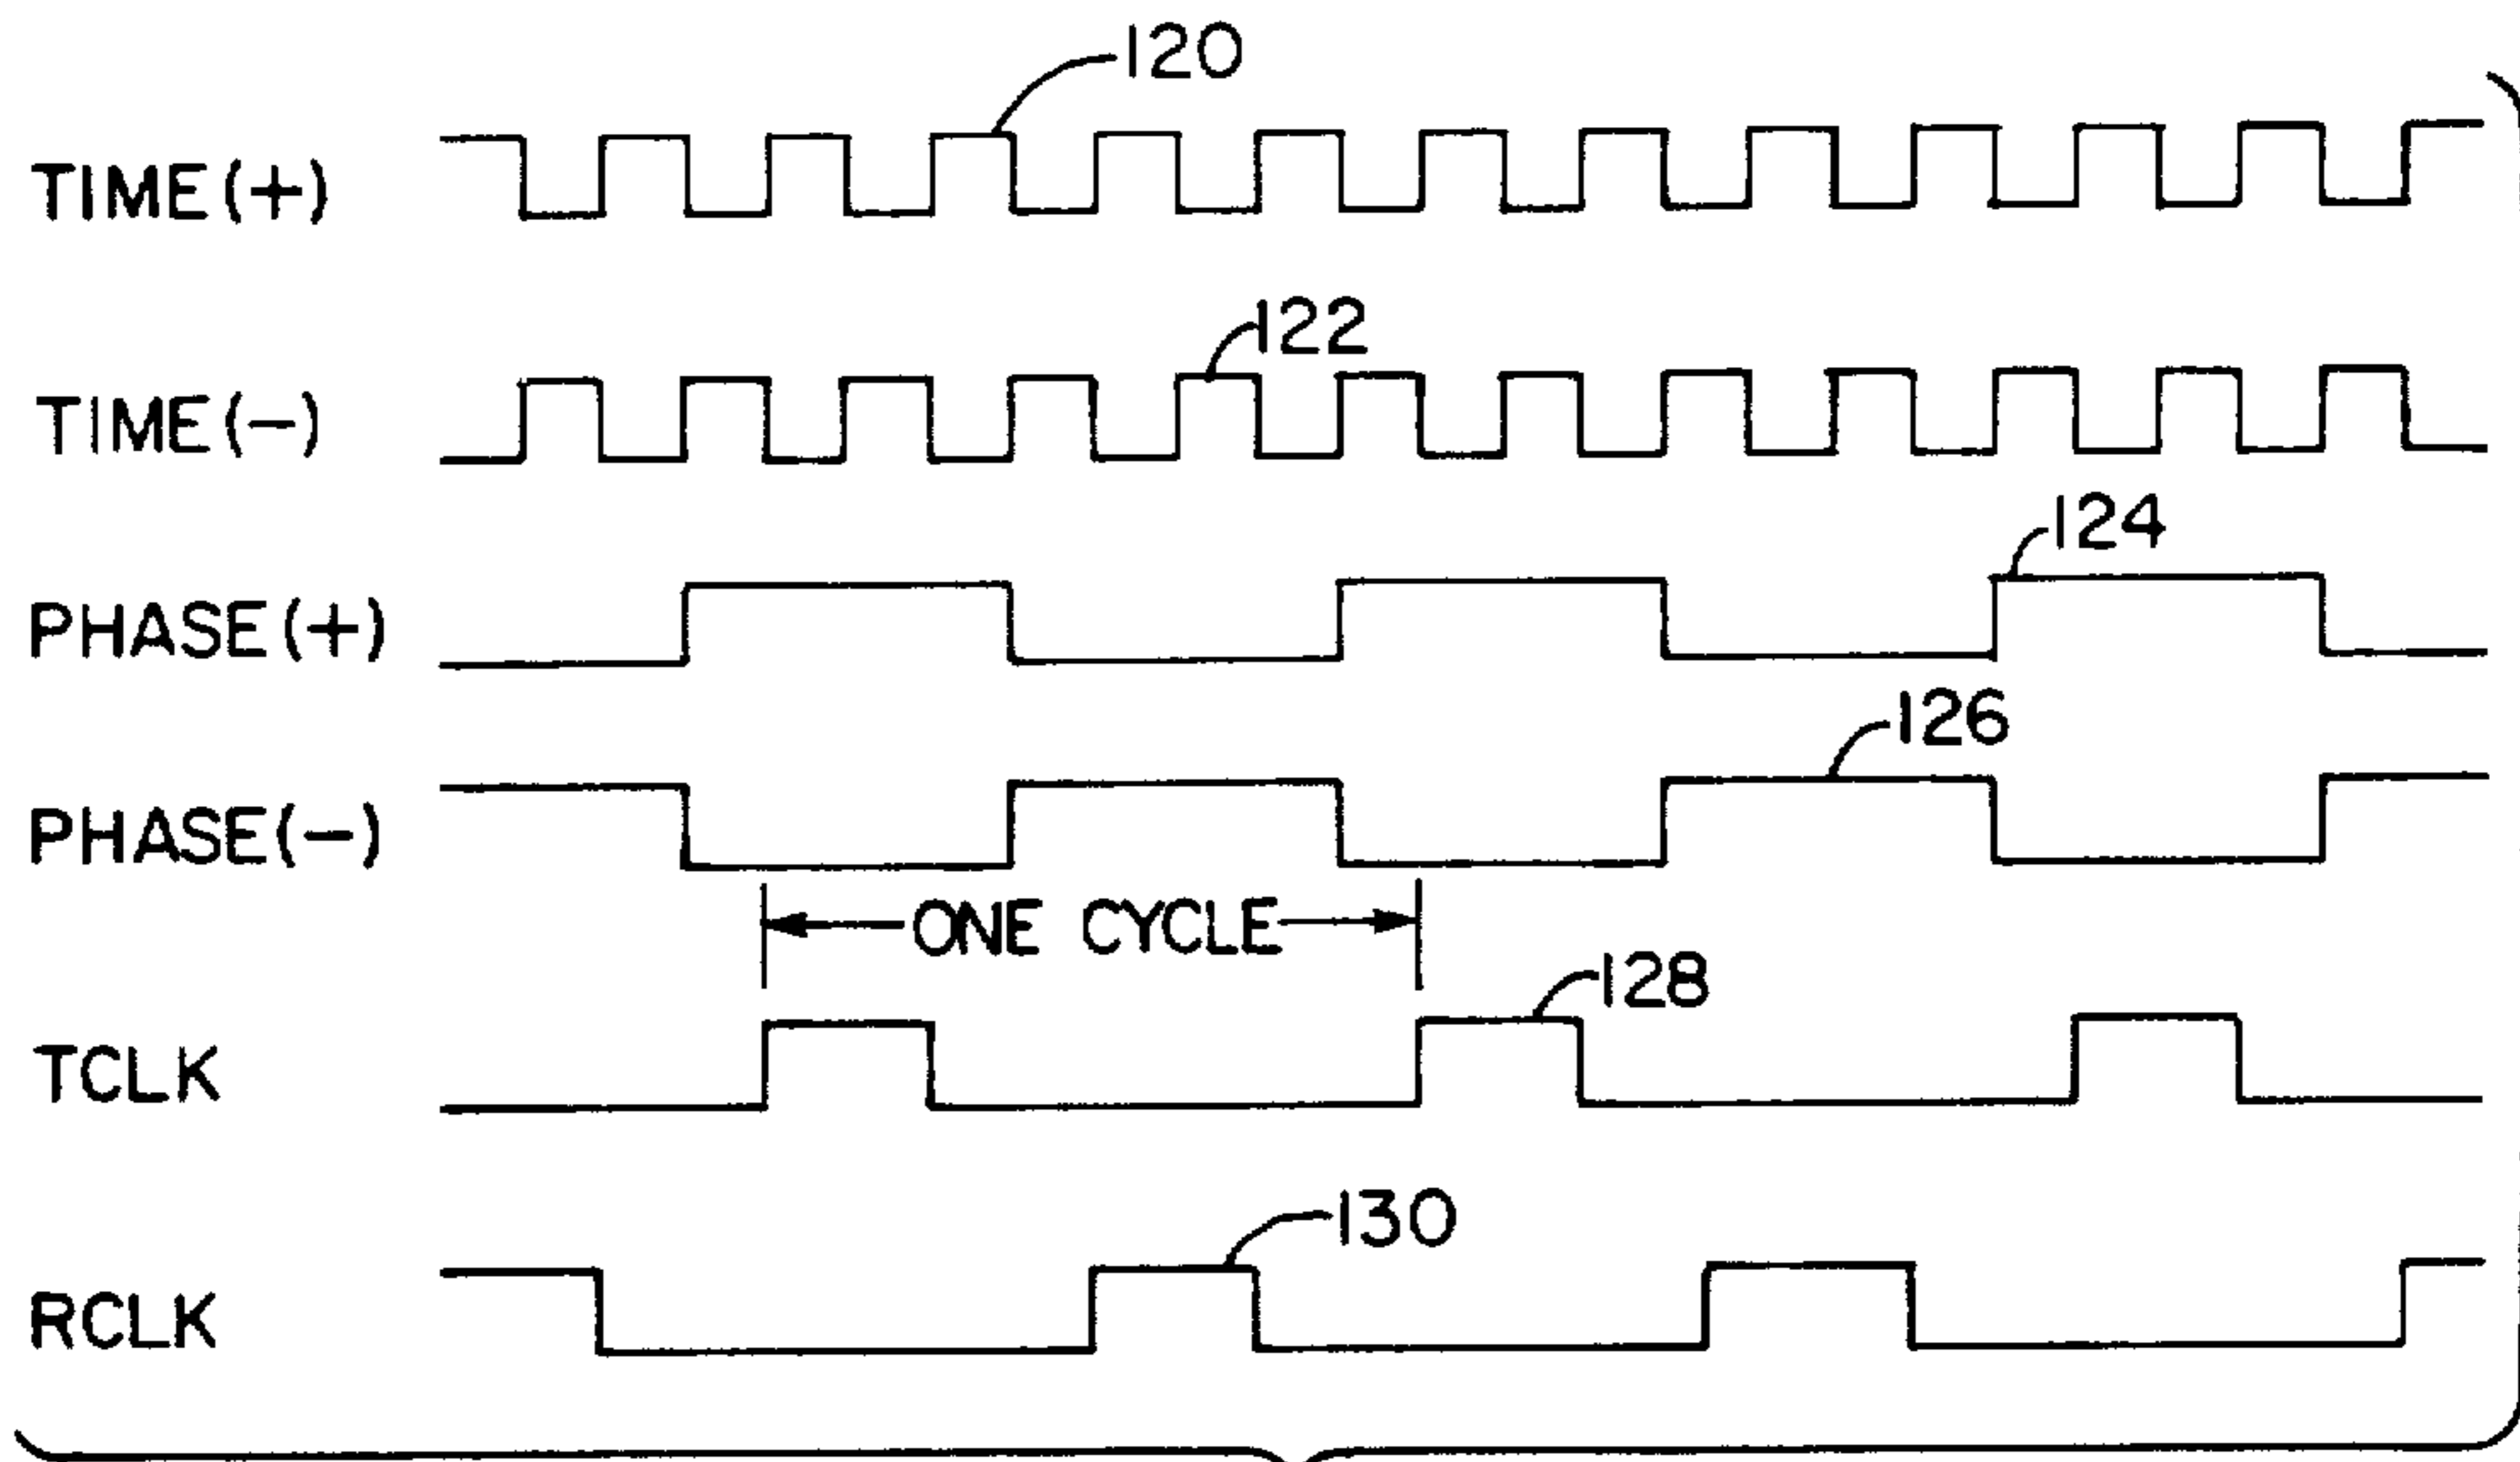 120
TIME(+)
122
TIME(-)
124
PHASE(+)
126
PHASE(-)
ONE CYCLE
128
TCLK
130
RCLK